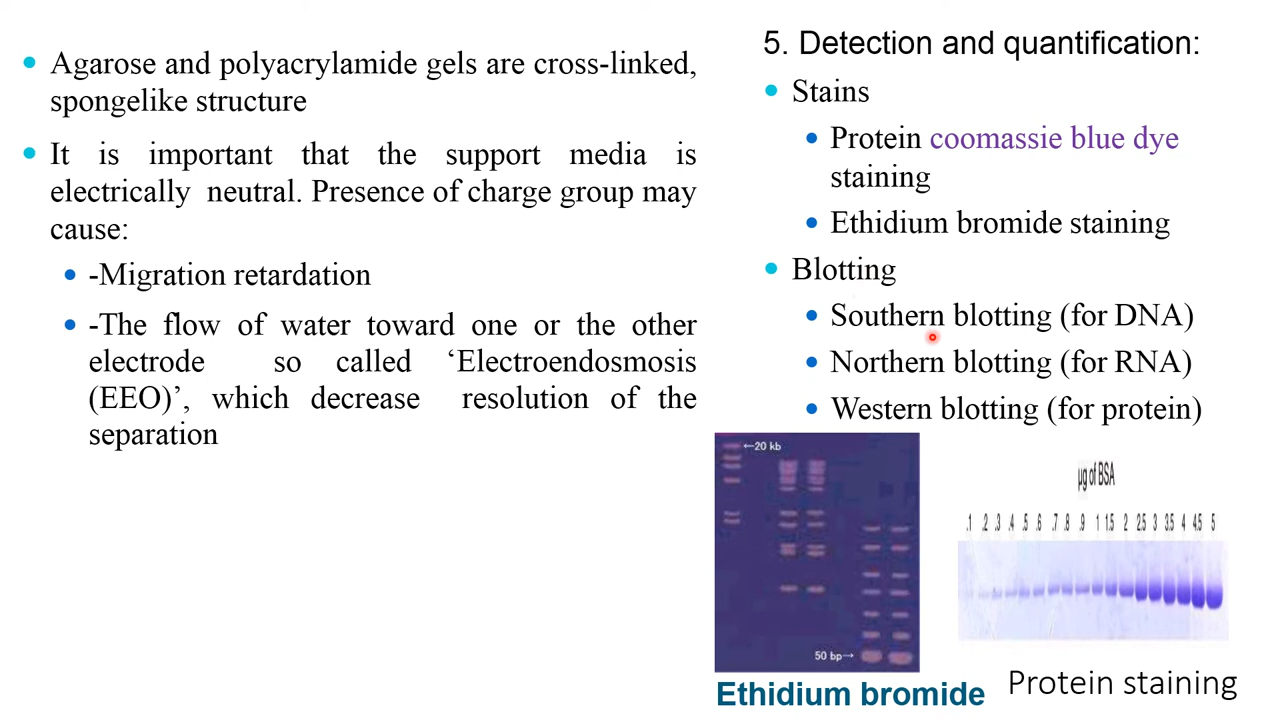 Agarose and polyacrylamide gels are cross-linked,
spongelike structure
It is important that the support media is
electrically neutral. Presence of charge group may
cause:
-Migration retardation
-The flow of water toward one or the other
electrode so called ‘Electroendosmosis
(EEO)’, which decrease resolution of the
separation
5. Detection and quantification:
Stains
Protein coomassie blue dye
staining
Ethidium bromide staining
Blotting
Southern blotting (for DNA)
Northern blotting (for RNA)
Western blotting (for protein)
←20 kb
50 bp→
Ethidium bromide
µg of BSA
.1 .2 .3 .4 .5 .6 .7 .8 .9 1 1.5 2 2.5 3 3.5 4 4.5 5
Protein staining